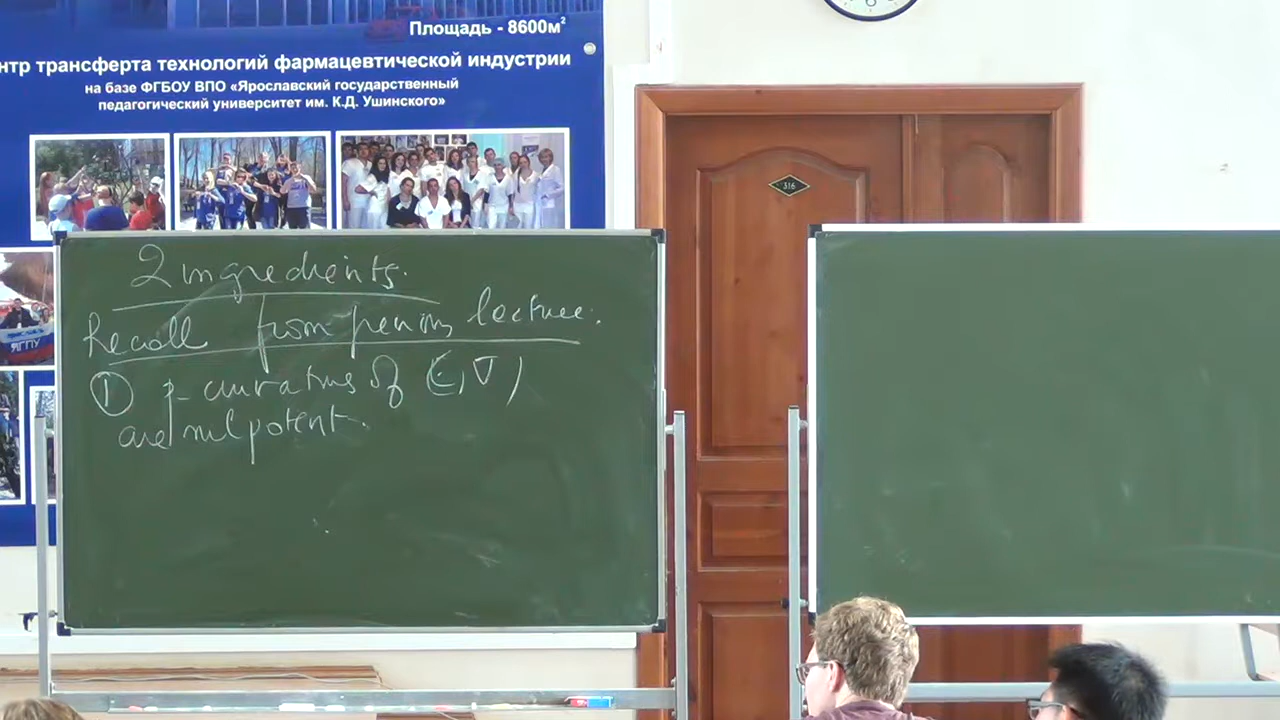 Площадь - 8600м²
нтр трансферта технологий фармацевтической индустрии
на базе ФГБОУ ВПО «Ярославский государственный
педагогический университет им. К.Д. Ушинского»
316
ЯГПУ
2 ingredients.
Recall from lecture:
① p-curvatures of (E, ∇)
are nilpotent.